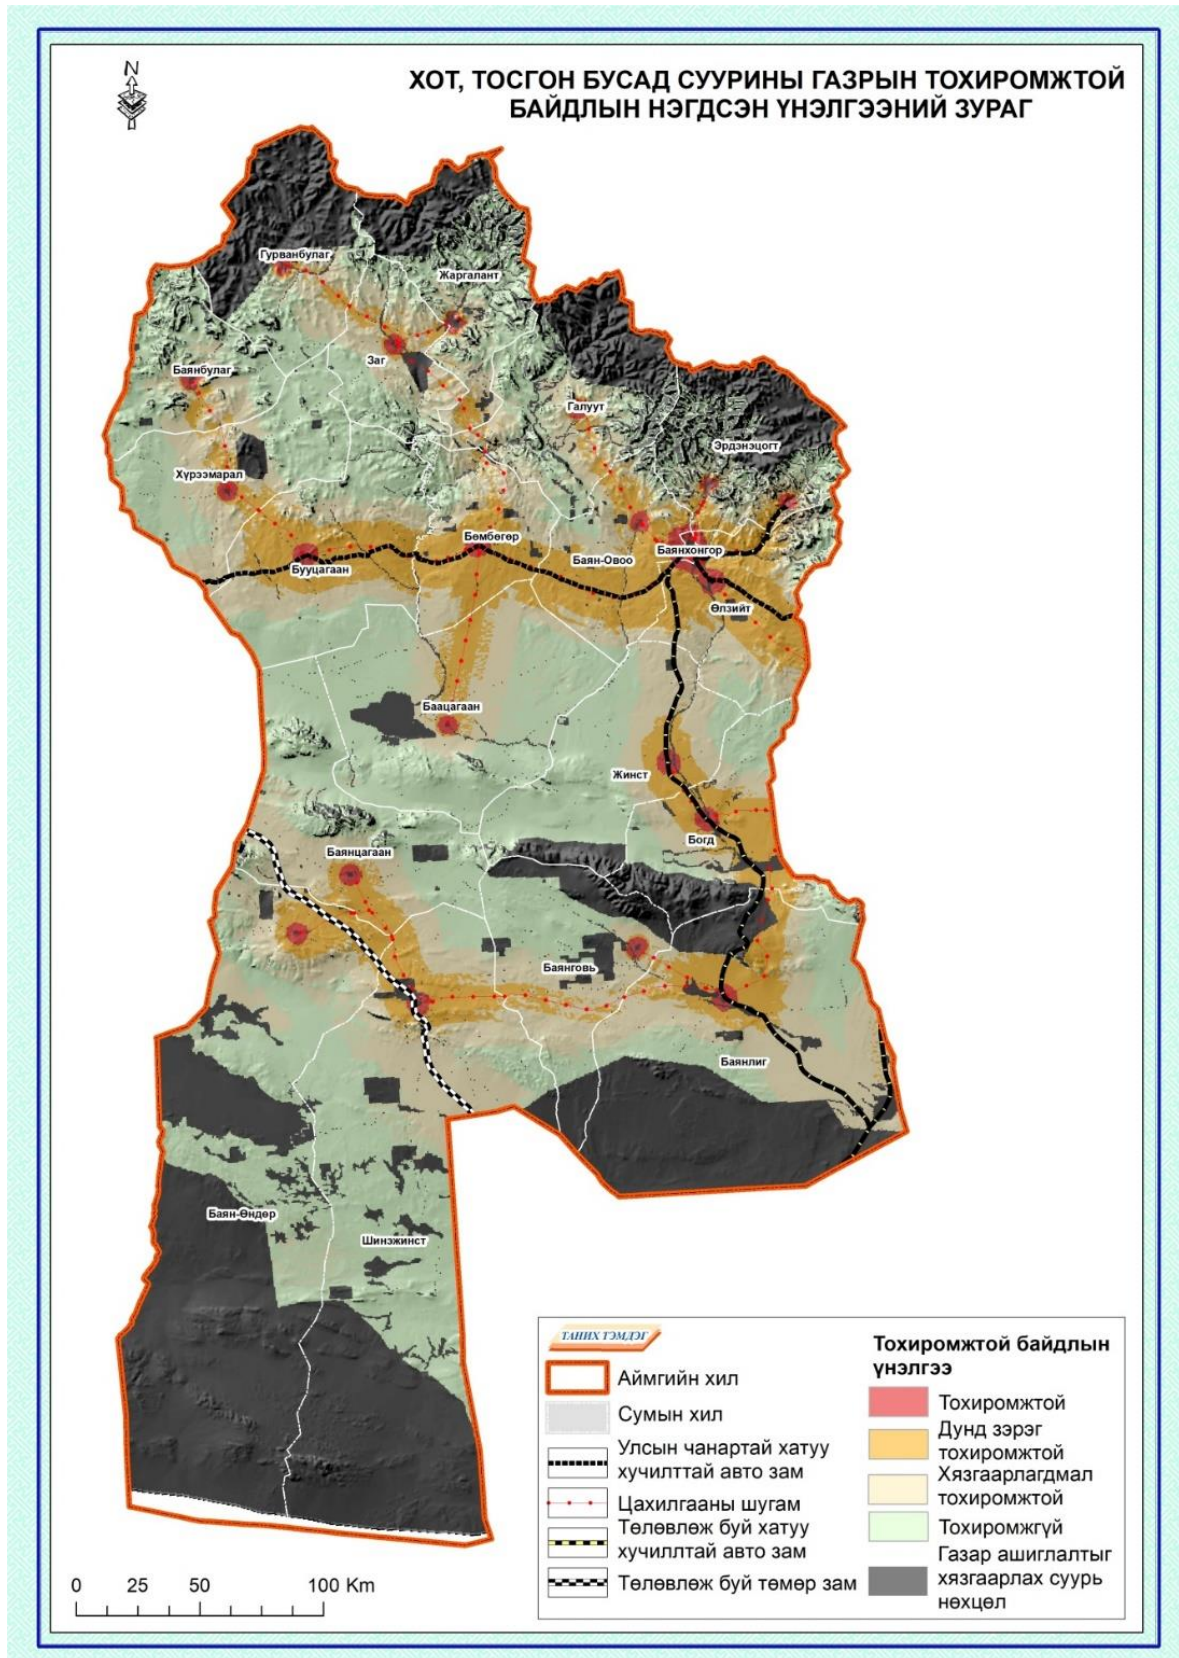 N
ХОТ, ТОСГОН БУСАД СУУРИНЫ ГАЗРЫН ТОХИРОМЖТОЙ
БАЙДЛЫН НЭГДСЭН ҮНЭЛГЭЭНИЙ ЗУРАГ
Гурванбулаг
Жаргалант
Заг
Баянбулаг
Галуут
Эрдэнэцогт
Хүрээмарал
Бөмбөгөр
Баянхонгор
Баян-Овоо
Бууцагаан
Өлзийт
Баацагаан
Жинст
Богд
Баянцагаан
Баянговь
Баянлиг
Баян-Өндөр
Шинэжинст
ТАНИХ ТЭМДЭГ
Аймгийн хил
Сумын хил
Улсын чанартай хатуу
хучилттай авто зам
Цахилгааны шугам
Төлөвлөж буй хатуу
хучиллтай авто зам
Төлөвлөж буй төмөр зам
Тохиромжтой байдлын
үнэлгээ
Тохиромжтой
Дунд зэрэг
тохиромжтой
Хязгаарлагдмал
тохиромжтой
Тохиромжгүй
Газар ашиглалтыг
хязгаарлах суурь
нөхцөл
0 25 50 100 Km